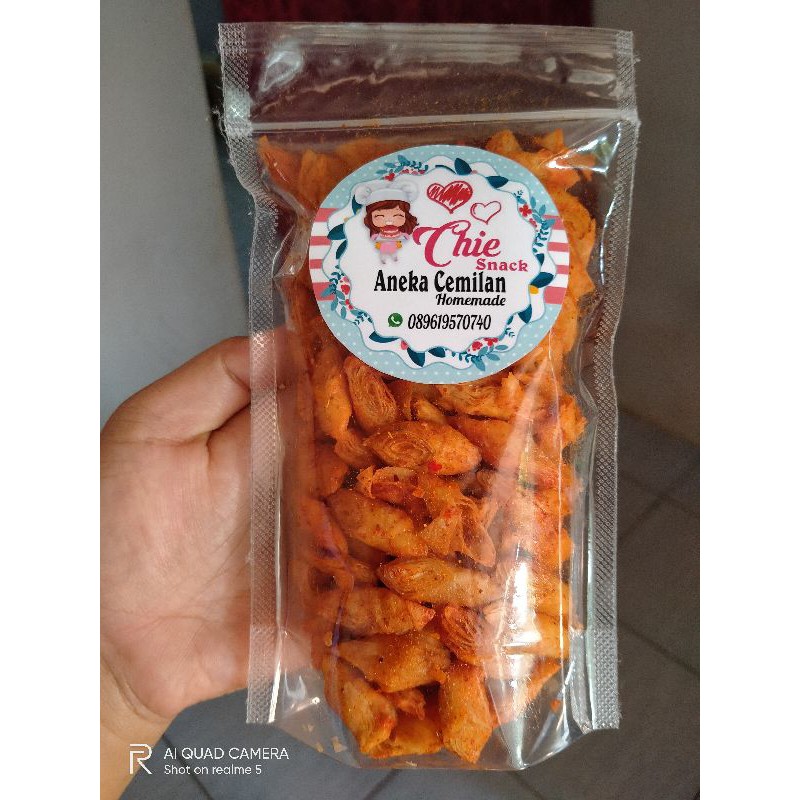 Chie
Snack
Aneka Cemilan
Homemade
089619570740
AI QUAD CAMERA
Shot on realme 5